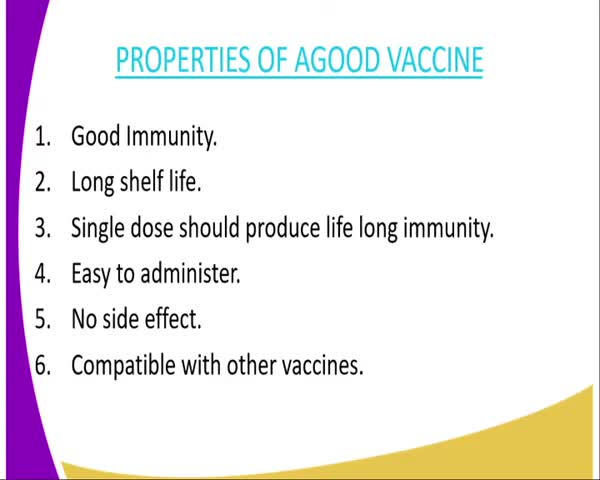 PROPERTIES OF AGOOD VACCINE
1. Good Immunity.
2. Long shelf life.
3. Single dose should produce life long immunity.
4. Easy to administer.
5. No side effect.
6. Compatible with other vaccines.